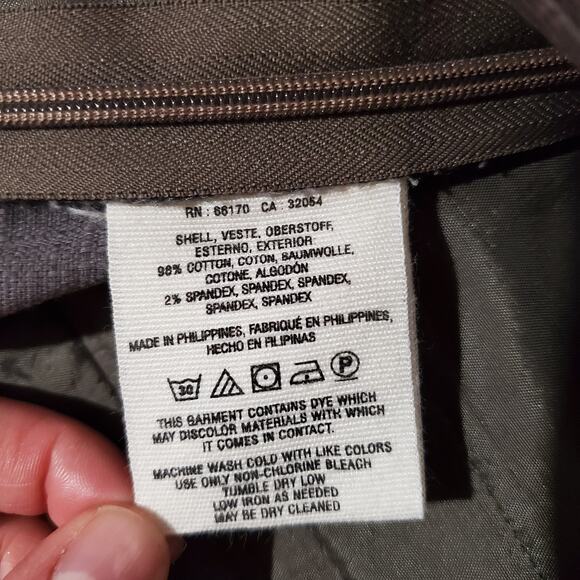 RN : 66170 CA : 32054
SHELL, VESTE, OBERSTOFF,
ESTERNO, EXTERIOR
98% COTTON, COTON, BAUMWOLLE,
COTONE, ALGODÓN
2% SPANDEX, SPANDEX, SPANDEX,
SPANDEX, SPANDEX
MADE IN PHILIPPINES, FABRIQUÉ EN PHILIPPINES,
HECHO EN FILIPINAS
30 P
THIS GARMENT CONTAINS DYE WHICH
MAY DISCOLOR MATERIALS WITH WHICH
IT COMES IN CONTACT.
MACHINE WASH COLD WITH LIKE COLORS
USE ONLY NON-CHLORINE BLEACH
TUMBLE DRY LOW
LOW IRON AS NEEDED
MAY BE DRY CLEANED